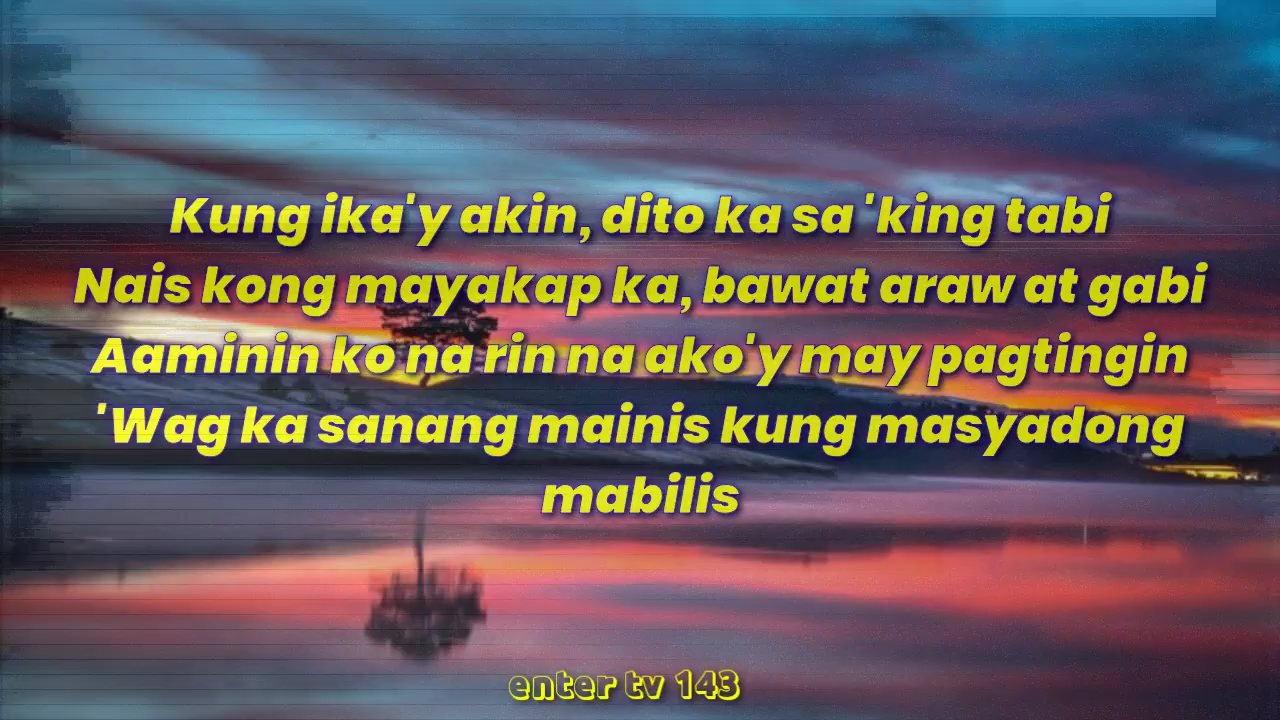 Kung ika'y akin, dito ka sa 'king tabi
Nais kong mayakap ka, bawat araw at gabi
Aaminin ko na rin na ako'y may pagtingin
'Wag ka sanang mainis kung masyadong
mabilis
enter tv 143